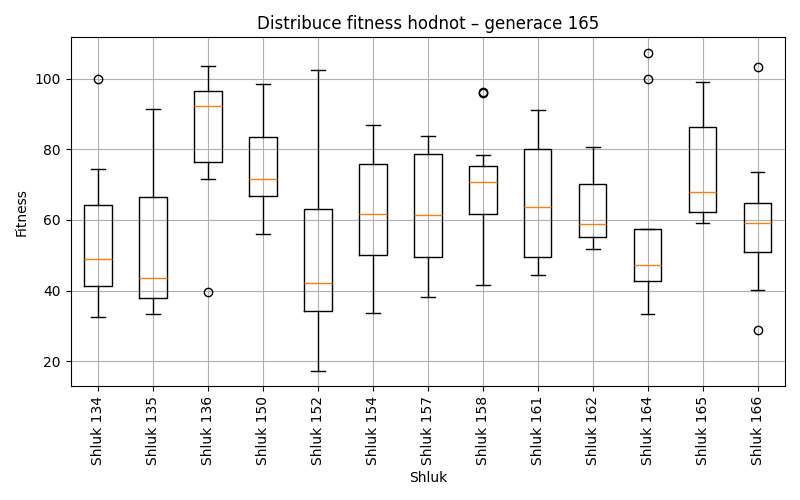 Distribuce fitness hodnot – generace 165
Fitness
100
80
60
40
20
Shluk 134
Shluk 135
Shluk 136
Shluk 150
Shluk 152
Shluk 154
Shluk 157
Shluk 158
Shluk 161
Shluk 162
Shluk 164
Shluk 165
Shluk 166
Shluk